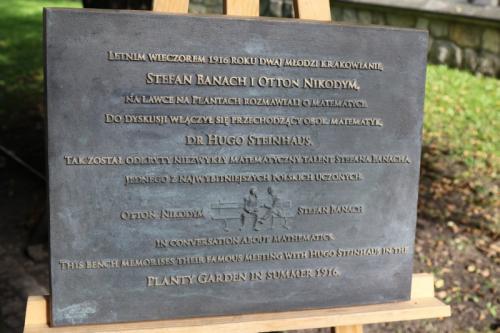 Letnim wieczorem 1916 roku dwaj młodzi krakowianie,
Stefan Banach i Otton Nikodym,
na ławce na Plantach rozmawiali o matematyce.
Do dyskusji włączył się przechodzący obok matematyk,
dr Hugo Steinhaus.
Tak został odkryty niezwykły matematyczny talent Stefana Banacha,
jednego z najwybitniejszych polskich uczonych.
Otton Nikodym Stefan Banach
in conversation about mathematics.
This bench memorises their famous meeting with Hugo Steinhaus in the
Planty Garden in summer 1916.